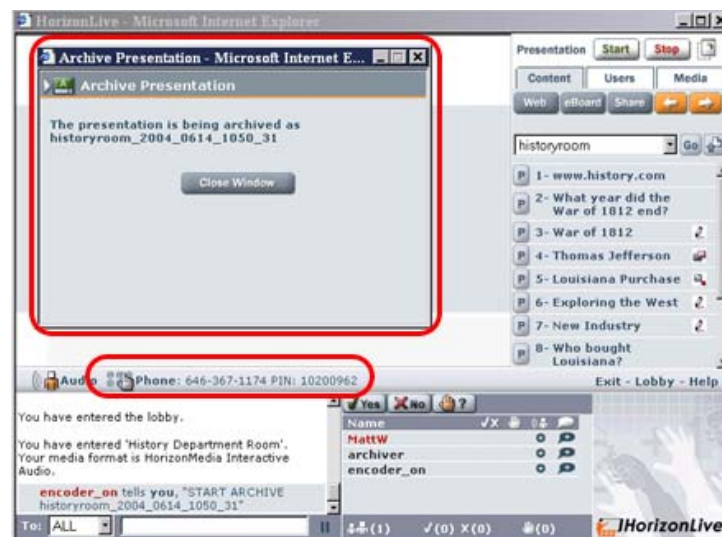 HorizonLive - Microsoft Internet Explorer
Archive Presentation - Microsoft Internet E...
Archive Presentation
The presentation is being archived as
historyroom_2004_0614_1050_31
Close Window
Presentation Start Stop
Content Users Media
Web eBoard Share
historyroom Go
P 1- www.history.com
P 2- What year did the
War of 1812 end?
P 3- War of 1812
P 4- Thomas Jefferson
P 5- Louisiana Purchase
P 6- Exploring the West
P 7- New Industry
P 8- Who bought
Louisiana?
Audio Phone: 646-367-1174 PIN: 10200962
Exit - Lobby - Help
You have entered the lobby.
You have entered 'History Department Room'.
Your media format is HorizonMedia Interactive
Audio.
encoder_on tells you, "START ARCHIVE
historyroom_2004_0614_1050_31"
To: ALL
Yes No ?
Name √X
MattW
archiver
encoder_on
(1) √(0) X(0) (0)
HorizonLive